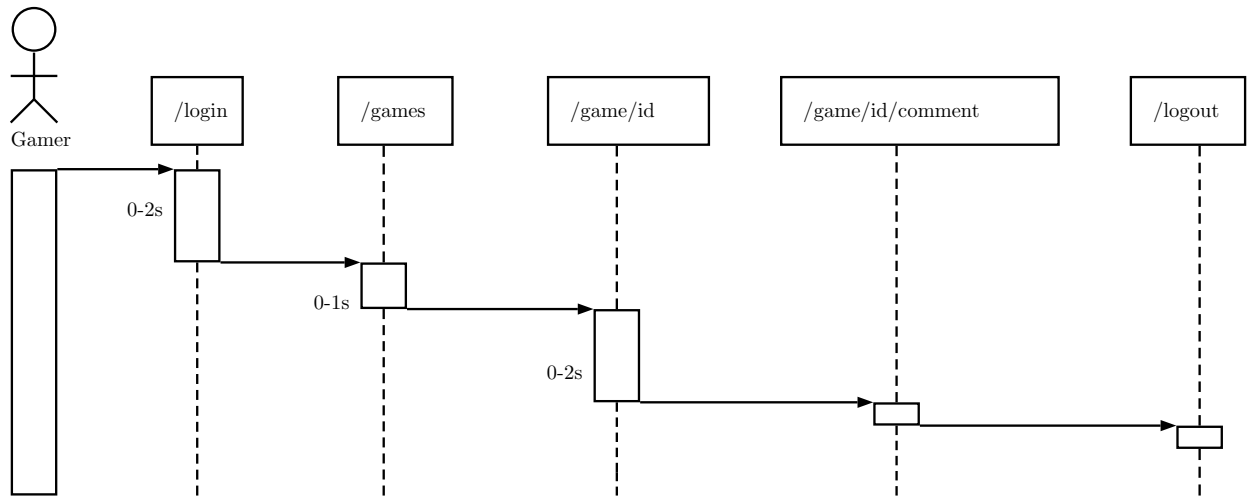 /login
/games
/game/id
/game/id/comment
/logout
Gamer
0-2s
0-1s
0-2s